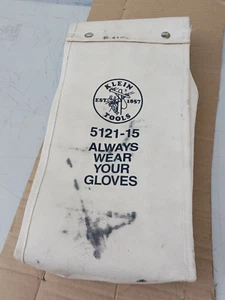 KLEIN
EST. 1857
TOOLS
5121-15
ALWAYS
WEAR
YOUR
GLOVES